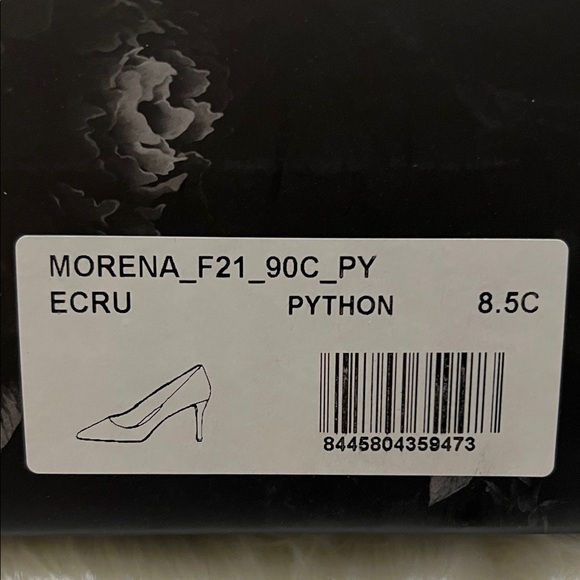 MORENA_F21_90C_PY
ECRU PYTHON 8.5C
8445804359473